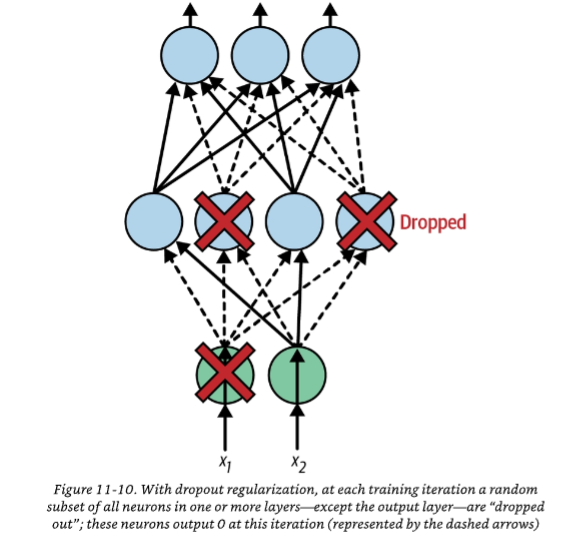 Dropped
x1 x2
Figure 11-10. With dropout regularization, at each training iteration a random
subset of all neurons in one or more layers—except the output layer—are “dropped
out”; these neurons output 0 at this iteration (represented by the dashed arrows)